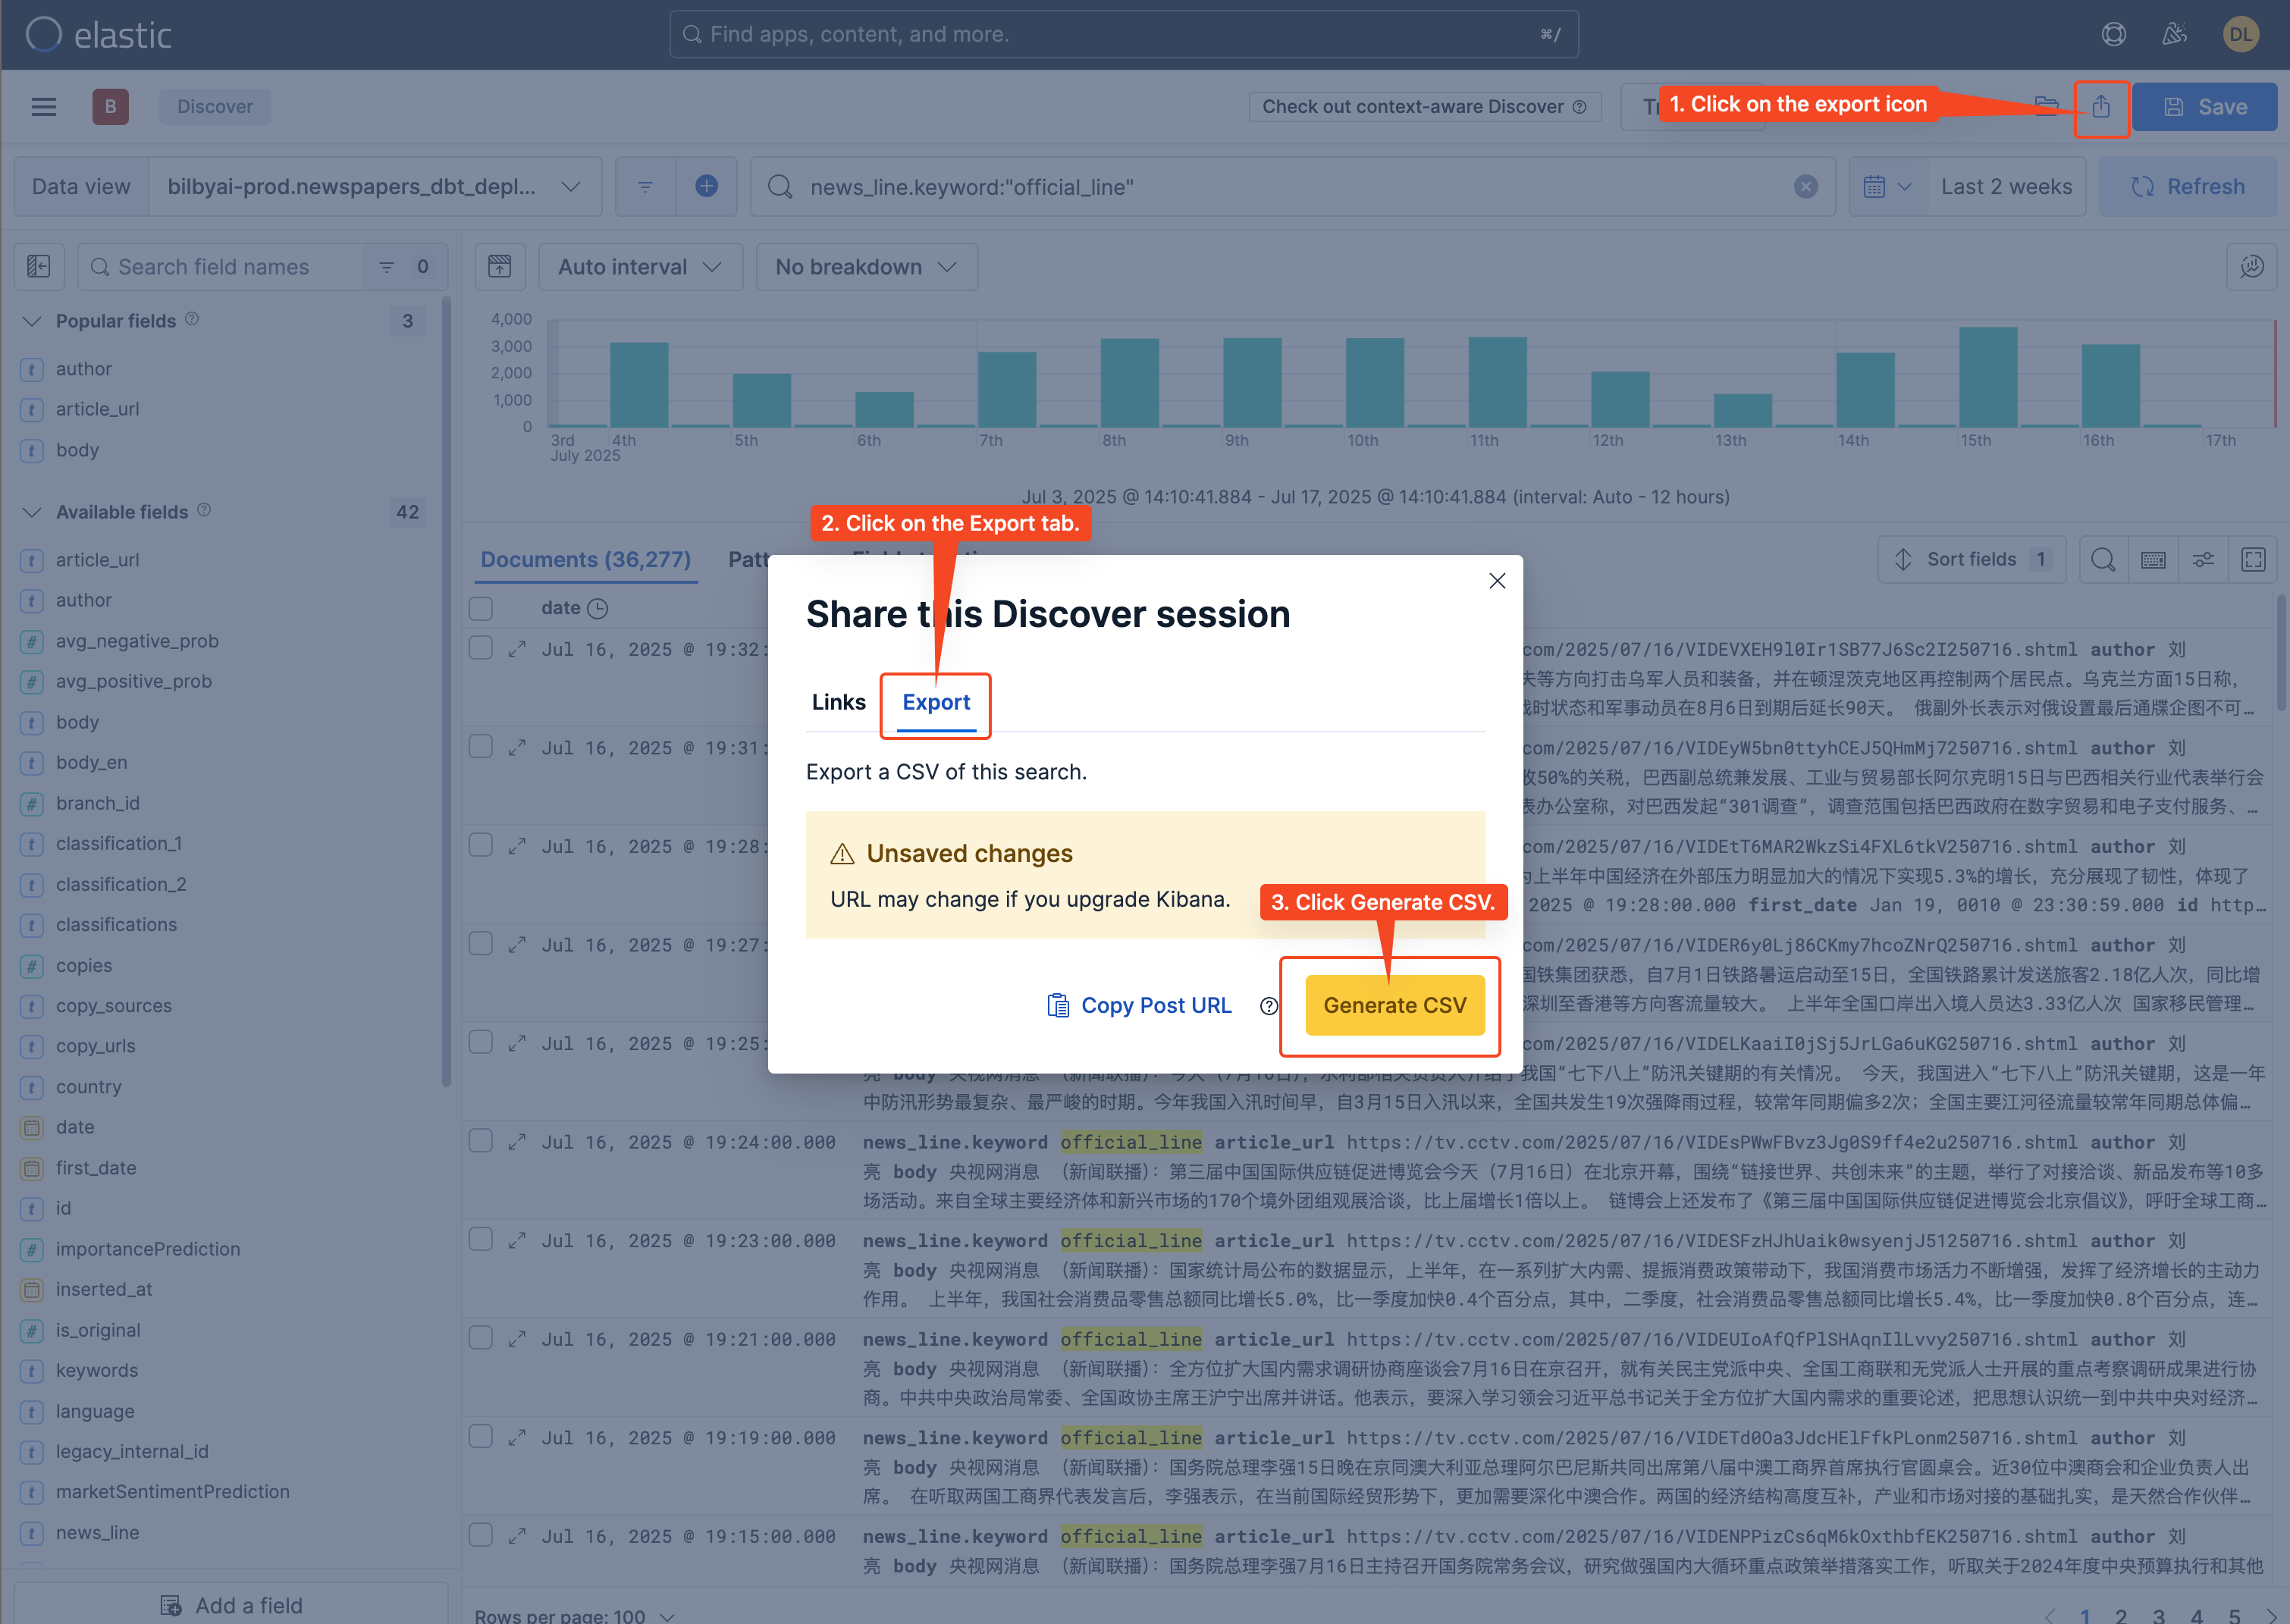 elastic
Find apps, content, and more.
⌘/
DL
B
Discover
Check out context-aware Discover
1. Click on the export icon
Save
Data view
bilbyai-prod.newspapers_dbt_depl...
news_line.keyword:"official_line"
Last 2 weeks
Refresh
Search field names
0
Auto interval
No breakdown
Popular fields
3
author
article_url
body
Available fields
42
article_url
author
avg_negative_prob
avg_positive_prob
body
body_en
branch_id
classification_1
classification_2
classifications
copies
copy_sources
copy_urls
country
date
first_date
id
importancePrediction
inserted_at
is_original
keywords
language
legacy_internal_id
marketSentimentPrediction
news_line
Add a field
4,000
3,000
2,000
1,000
0
3rd 4th 5th 6th 7th 8th 9th 10th 11th 12th 13th 14th 15th 16th 17th
July 2025
Jul 3, 2025 @ 14:10:41.884 - Jul 17, 2025 @ 14:10:41.884 (interval: Auto - 12 hours)
2. Click on the Export tab.
Documents (36,277)
Patt
Sort fields 1
date
Share this Discover session
Links
Export
Export a CSV of this search.
Unsaved changes
URL may change if you upgrade Kibana.
3. Click Generate CSV.
Copy Post URL
Generate CSV
Jul 16, 2025 @ 19:32:
com/2025/07/16/VIDEVXEH9l0Ir1SB77J6Sc2I250716.shtml author 刘
夫等方向打击乌军人员和装备，并在顿涅茨克地区再控制两个居民点。乌克兰方面15日称，
战时状态和军事动员在8月6日到期后延长90天。 俄副外长表示对俄设置最后通牒企图不可…
Jul 16, 2025 @ 19:31:
com/2025/07/16/VIDEyW5bn0ttyhCEJ5QHmMj7250716.shtml author 刘
收50%的关税，巴西副总统兼发展、工业与贸易部长阿尔克明15日与巴西相关行业代表举行会
表办公室称，对巴西发起“301调查”，调查范围包括巴西政府在数字贸易和电子支付服务、…
Jul 16, 2025 @ 19:28:
com/2025/07/16/VIDEtT6MAR2WkzSi4FXL6tkV250716.shtml author 刘
为上半年中国经济在外部压力明显加大的情况下实现5.3%的增长，充分展现了韧性，体现了
2025 @ 19:28:00.000 first_date Jan 19, 0010 @ 23:30:59.000 id http…
Jul 16, 2025 @ 19:27:
com/2025/07/16/VIDER6y0Lj86CKmy7hcoZNrQ250716.shtml author 刘
国铁集团获悉，自7月1日铁路暑运启动至15日，全国铁路累计发送旅客2.18亿人次，同比增
深圳至香港等方向客流量较大。 上半年全国口岸出入境人员达3.33亿人次 国家移民管理…
Jul 16, 2025 @ 19:25:
com/2025/07/16/VIDELKaaiI0jSj5JrLGa6uKG250716.shtml author 刘
亮 body 央视网消息 （新闻联播）：今天（7月16日），水利部相关负责人介绍了我国“七下八上”防汛关键期的有关情况。 今天，我国进入“七下八上”防汛关键期，这是一年
中防汛形势最复杂、最严峻的时期。今年我国入汛时间早，自3月15日入汛以来，全国共发生19次强降雨过程，较常年同期偏多2次；全国主要江河径流量较常年同期总体偏…
Jul 16, 2025 @ 19:24:00.000
news_line.keyword official_line article_url https://tv.cctv.com/2025/07/16/VIDEsPWwFBvz3Jg0S9ff4e2u250716.shtml author 刘
亮 body 央视网消息 （新闻联播）：第三届中国国际供应链促进博览会今天（7月16日）在北京开幕，围绕“链接世界、共创未来”的主题，举行了对接洽谈、新品发布等10多
场活动。来自全球主要经济体和新兴市场的170个境外团组观展洽谈，比上届增长1倍以上。 链博会上还发布了《第三届中国国际供应链促进博览会北京倡议》，呼吁全球工商…
Jul 16, 2025 @ 19:23:00.000
news_line.keyword official_line article_url https://tv.cctv.com/2025/07/16/VIDESFzHJhUaik0wsyenjJ51250716.shtml author 刘
亮 body 央视网消息 （新闻联播）：国家统计局公布的数据显示，上半年，在一系列扩大内需、提振消费政策带动下，我国消费市场活力不断增强，发挥了经济增长的主动力
作用。 上半年，我国社会消费品零售总额同比增长5.0%，比一季度加快0.4个百分点，其中，二季度，社会消费品零售总额同比增长5.4%，比一季度加快0.8个百分点，连…
Jul 16, 2025 @ 19:21:00.000
news_line.keyword official_line article_url https://tv.cctv.com/2025/07/16/VIDEUIoAfQfPlSHAqnIlLvvy250716.shtml author 刘
亮 body 央视网消息 （新闻联播）：全方位扩大国内需求调研协商座谈会7月16日在京召开，就有关民主党派中央、全国工商联和无党派人士开展的重点考察调研成果进行协
商。中共中央政治局常委、全国政协主席王沪宁出席并讲话。他表示，要深入学习领会习近平总书记关于全方位扩大国内需求的重要论述，把思想认识统一到中共中央对经济…
Jul 16, 2025 @ 19:19:00.000
news_line.keyword official_line article_url https://tv.cctv.com/2025/07/16/VIDETd0Oa3JdcHElFfkPLonm250716.shtml author 刘
亮 body 央视网消息 （新闻联播）：国务院总理李强15日晚在京同澳大利亚总理阿尔巴尼斯共同出席第八届中澳工商界首席执行官圆桌会。近30位中澳商会和企业负责人出
席。 在听取两国工商界代表发言后，李强表示，在当前国际经贸形势下，更加需要深化中澳合作。两国的经济结构高度互补，产业和市场对接的基础扎实，是天然合作伙伴…
Jul 16, 2025 @ 19:15:00.000
news_line.keyword official_line article_url https://tv.cctv.com/2025/07/16/VIDENPPizCs6qM6kOxthbfEK250716.shtml author 刘
亮 body 央视网消息 （新闻联播）：国务院总理李强7月16日主持召开国务院常务会议，研究做强国内大循环重点政策举措落实工作，听取关于2024年度中央预算执行和其他
Rows per page: 100
1 2 3 4 5